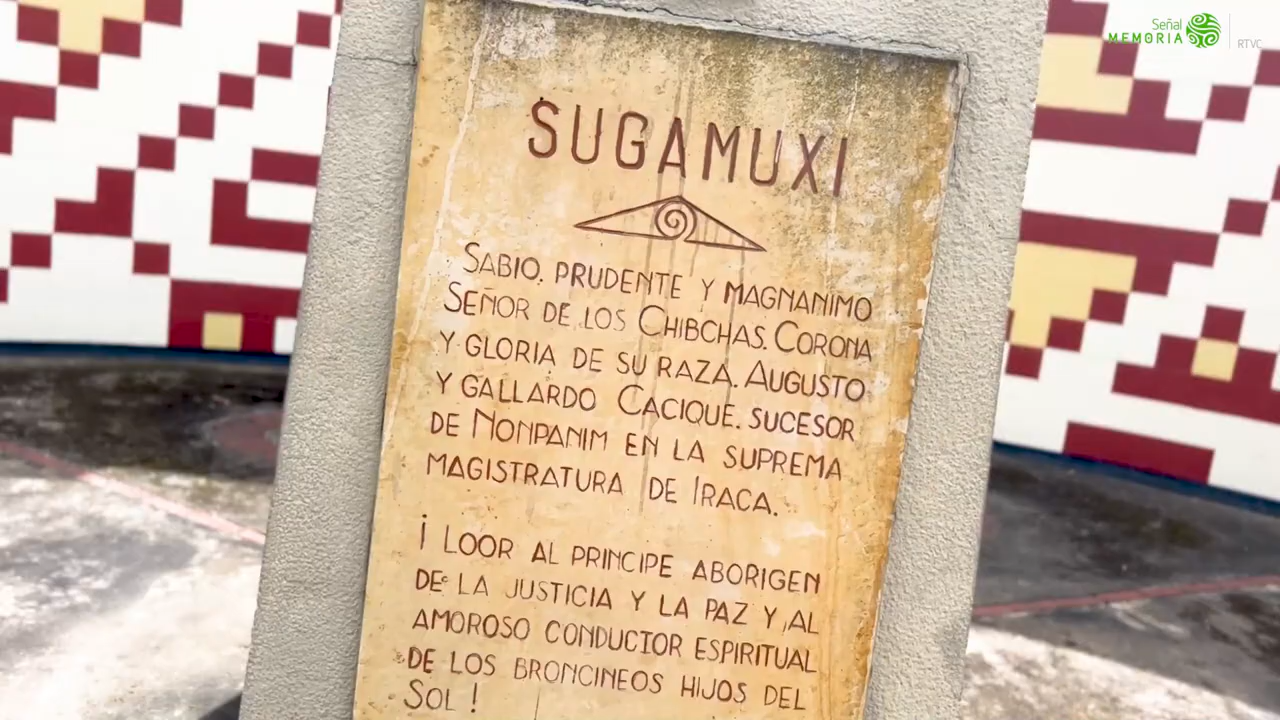 Señal
MEMORIA
RTVC
SUGAMUXI
SABIO, PRUDENTE Y MAGNANIMO
SEÑOR DE LOS CHIBCHAS. CORONA
Y GLORIA DE SU RAZA. AUGUSTO
Y GALLARDO CACIQUE. SUCESOR
DE NONPANIM EN LA SUPREMA
MAGISTRATURA DE IRACA.
¡ LOOR AL PRINCIPE ABORIGEN
DE LA JUSTICIA Y LA PAZ Y AL
AMOROSO CONDUCTOR ESPIRITUAL
DE LOS BRONCINEOS HIJOS DEL
SOL !